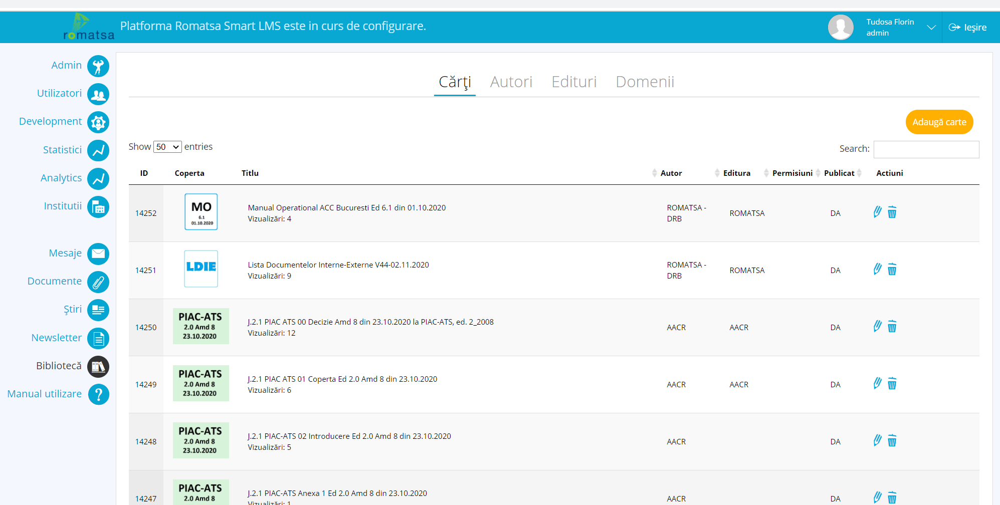 romatsa
Platforma Romatsa Smart LMS este in curs de configurare.
Tudosa Florin
admin
Ieşire
Admin
Utilizatori
Development
Statistici
Analytics
Institutii
Mesaje
Documente
Ştiri
Newsletter
Bibliotecă
Manual utilizare
Cărţi Autori Edituri Domenii
Adaugă carte
Show 50 entries
Search:
ID Coperta Titlu Autor Editura Permisiuni Publicat Actiuni
14252
MO
6.1
01.10.2020
Manual Operational ACC Bucuresti Ed 6.1 din 01.10.2020
Vizualizări: 4
ROMATSA -
DRB
ROMATSA
DA
14251
LDIE
Lista Documentelor Interne-Externe V44-02.11.2020
Vizualizări: 9
ROMATSA -
DRB
ROMATSA
DA
14250
PIAC-ATS
2.0 Amd 8
23.10.2020
J.2.1 PIAC ATS 00 Decizie Amd 8 din 23.10.2020 la PIAC-ATS, ed. 2_2008
Vizualizări: 12
AACR
AACR
DA
14249
PIAC-ATS
2.0 Amd 8
23.10.2020
J.2.1 PIAC ATS 01 Coperta Ed 2.0 Amd 8 din 23.10.2020
Vizualizări: 6
AACR
AACR
DA
14248
PIAC-ATS
2.0 Amd 8
23.10.2020
J.2.1 PIAC-ATS 02 Introducere Ed 2.0 Amd 8 din 23.10.2020
Vizualizări: 5
AACR
DA
14247
PIAC-ATS
2.0 Amd 8
J.2.1 PIAC-ATS Anexa 1 Ed 2.0 Amd 8 din 23.10.2020
Vizualizări: 1
AACR
DA